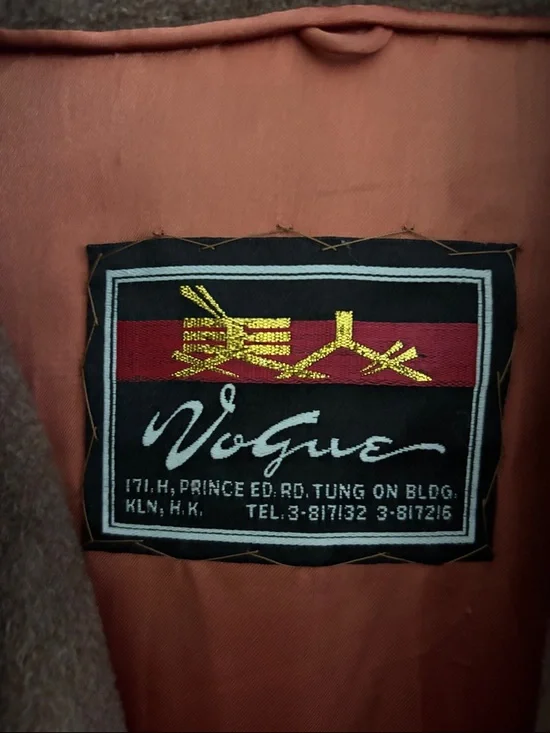 Vogue
171.H, PRINCE ED. RD. TUNG ON BLDG.
KLN, H.K. TEL. 3-817132 3-817216